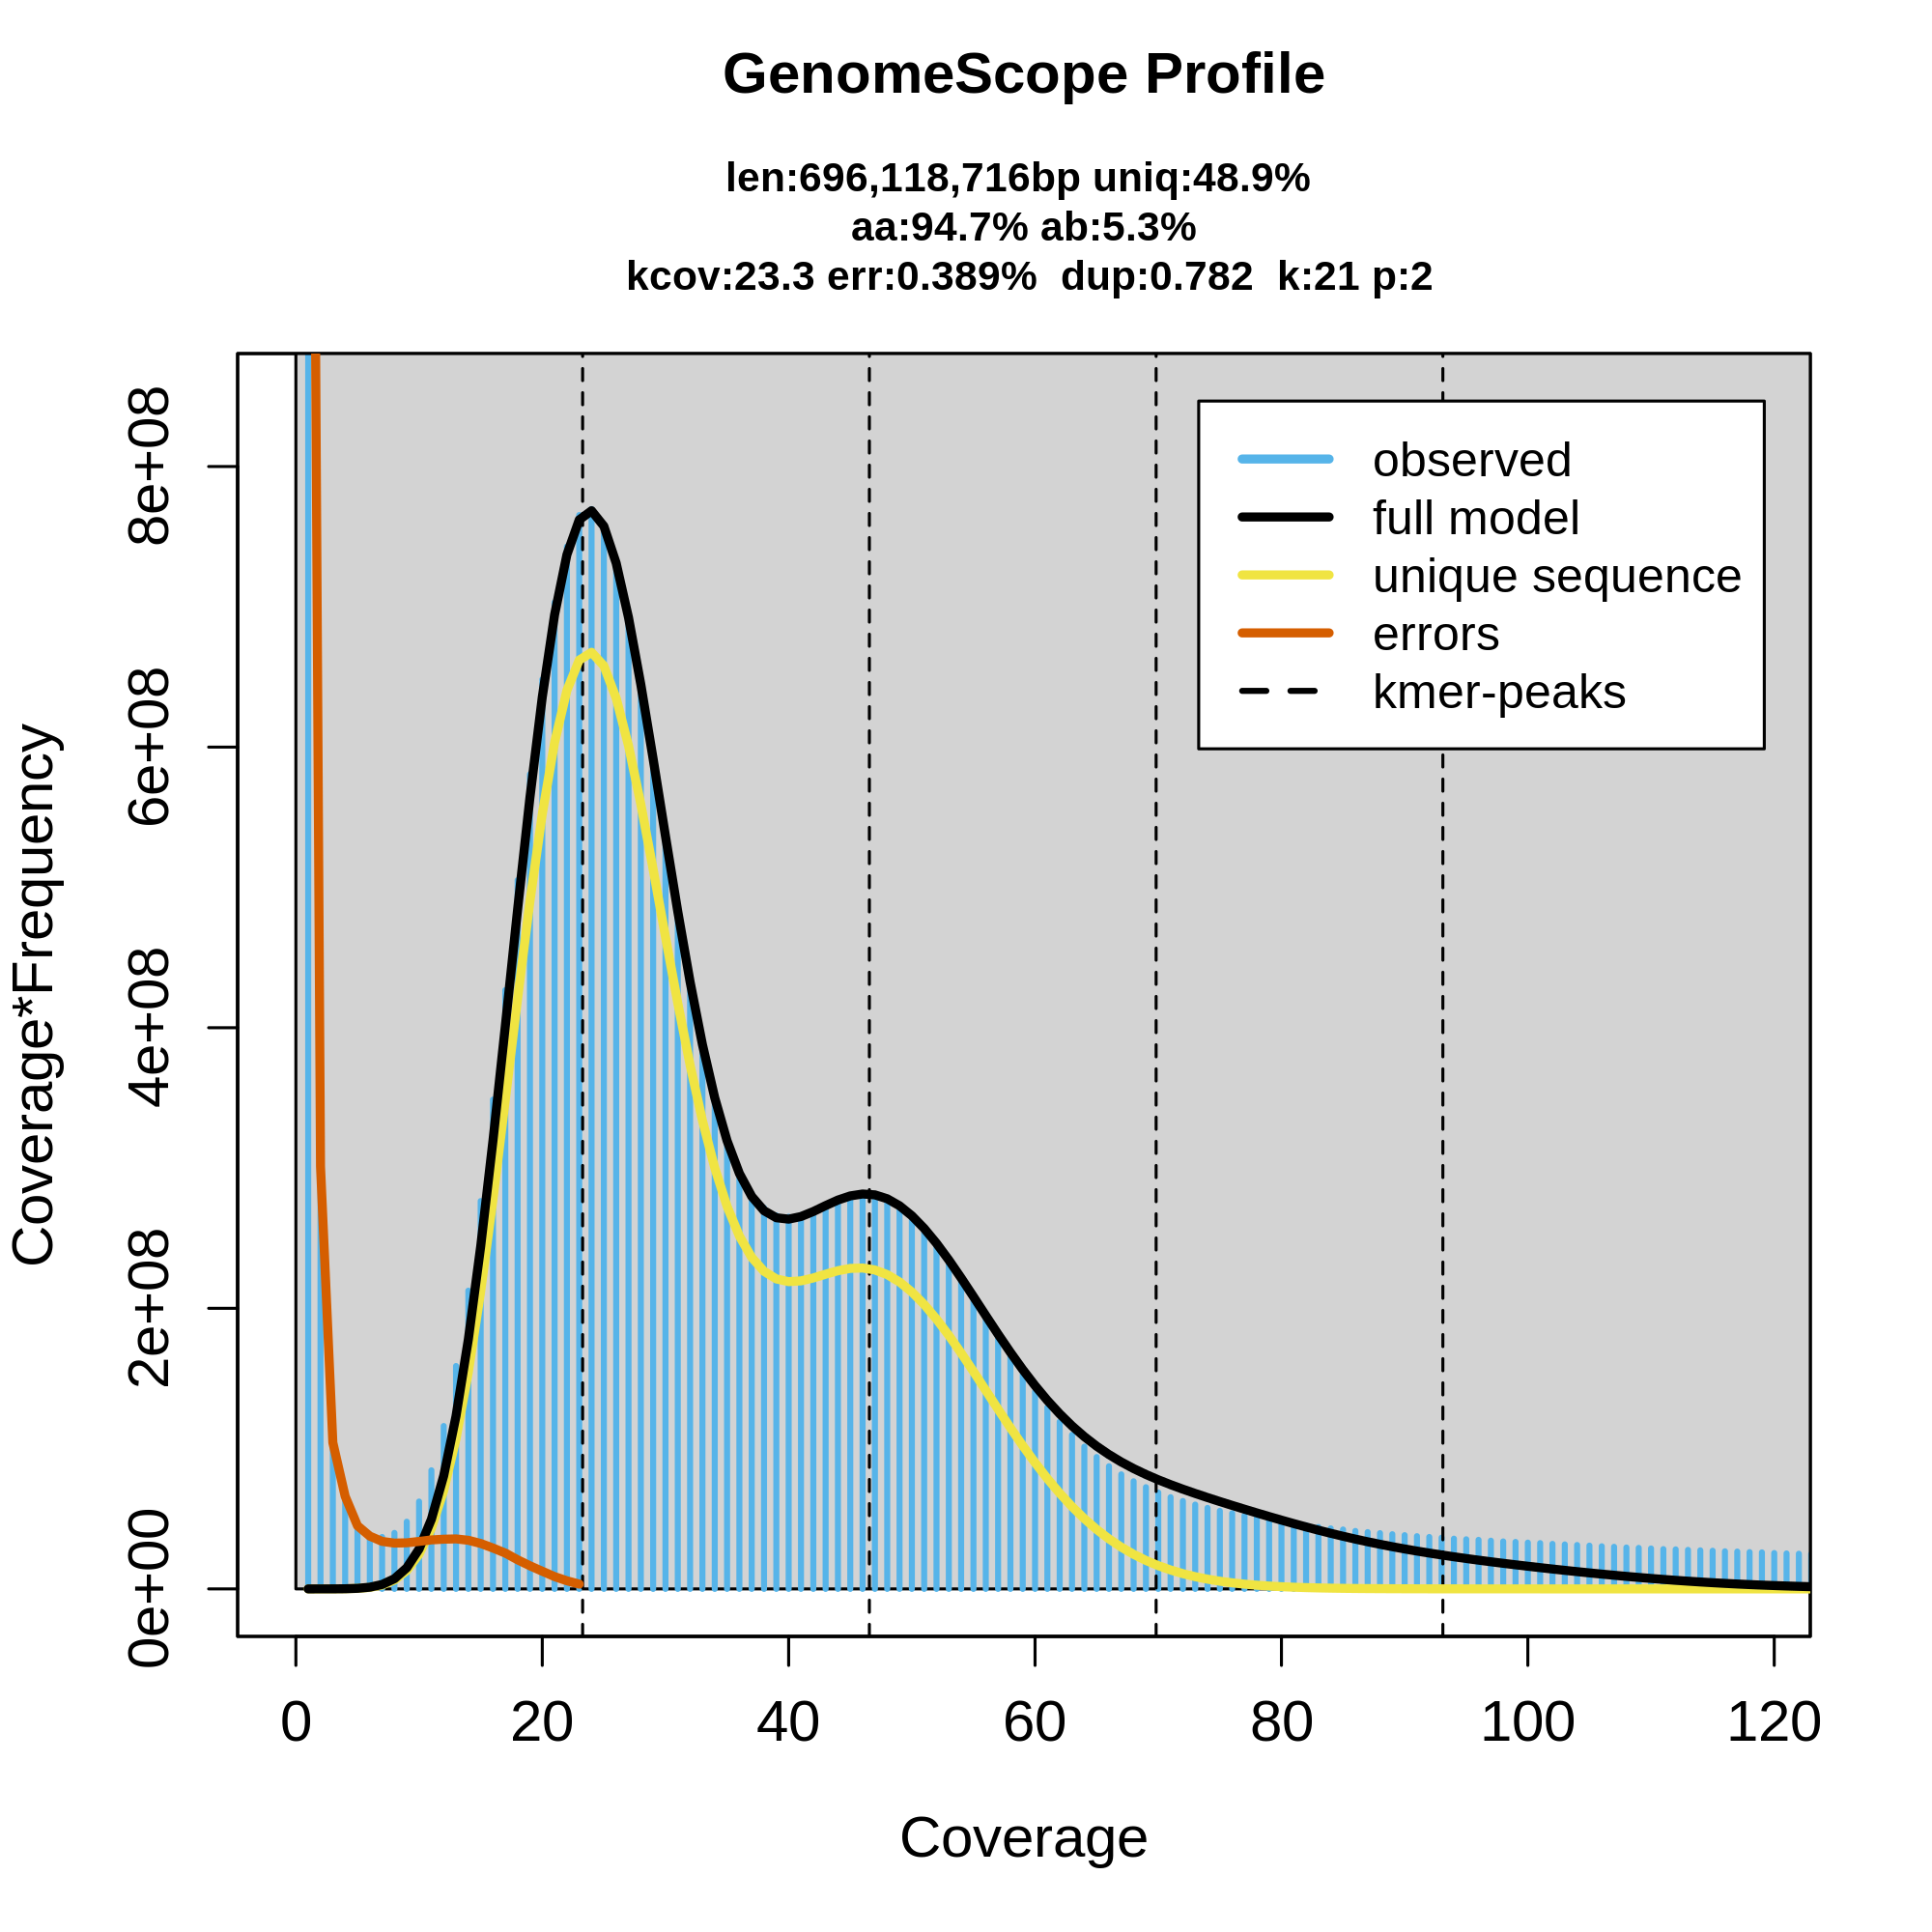 GenomeScope Profile
len:696,118,716bp uniq:48.9%
aa:94.7% ab:5.3%
kcov:23.3 err:0.389%  dup:0.782  k:21 p:2
observed
full model
unique sequence
errors
kmer-peaks
Coverage*Frequency
8e+08
6e+08
4e+08
2e+08
0e+00
0 20 40 60 80 100 120
Coverage